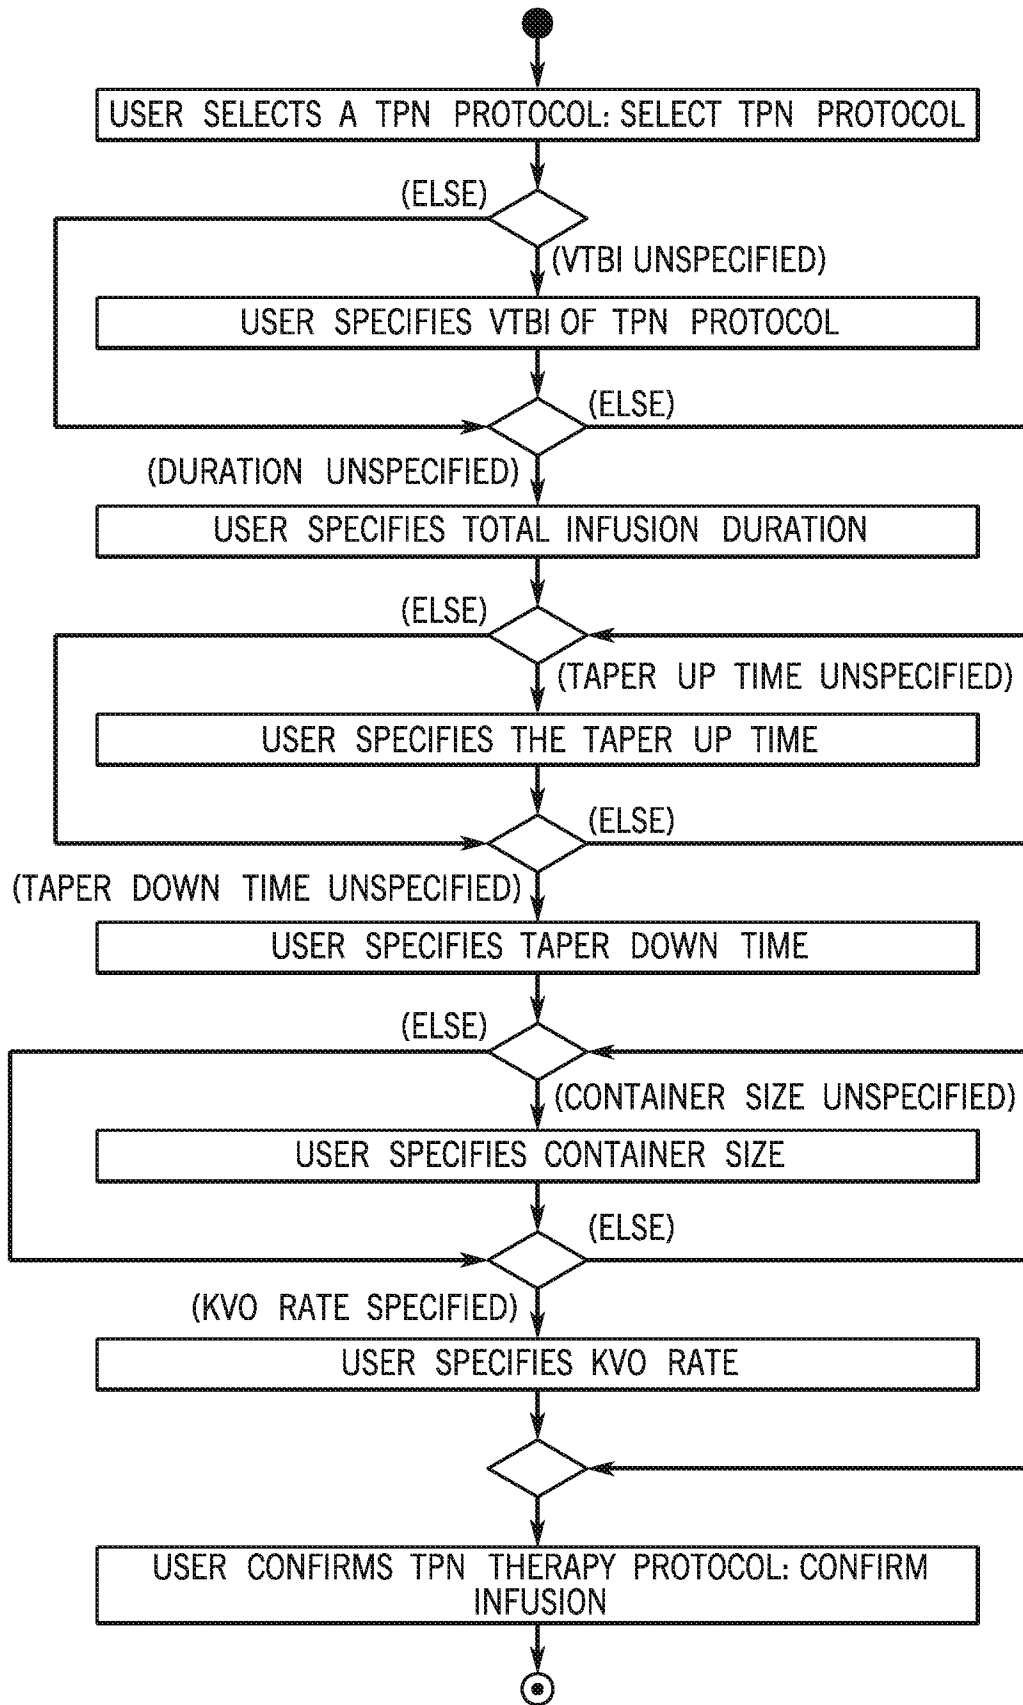 USER SELECTS A TPN PROTOCOL: SELECT TPN PROTOCOL
(ELSE)
(VTBI UNSPECIFIED)
USER SPECIFIES VTBI OF TPN PROTOCOL
(ELSE)
(DURATION UNSPECIFIED)
USER SPECIFIES TOTAL INFUSION DURATION
(ELSE)
(TAPER UP TIME UNSPECIFIED)
USER SPECIFIES THE TAPER UP TIME
(ELSE)
(TAPER DOWN TIME UNSPECIFIED)
USER SPECIFIES TAPER DOWN TIME
(ELSE)
(CONTAINER SIZE UNSPECIFIED)
USER SPECIFIES CONTAINER SIZE
(ELSE)
(KVO RATE SPECIFIED)
USER SPECIFIES KVO RATE
USER CONFIRMS TPN THERAPY PROTOCOL: CONFIRM
INFUSION